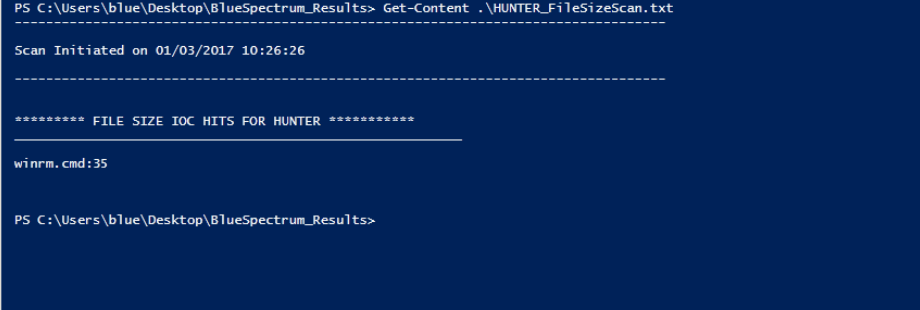 PS C:\Users\blue\Desktop\BlueSpectrum_Results> Get-Content .\HUNTER_FileSizeScan.txt
-----------------------------------------------------------------------------------
Scan Initiated on 01/03/2017 10:26:26
-----------------------------------------------------------------------------------
********* FILE SIZE IOC HITS FOR HUNTER ***********
_________________________________________________________
winrm.cmd:35
PS C:\Users\blue\Desktop\BlueSpectrum_Results>